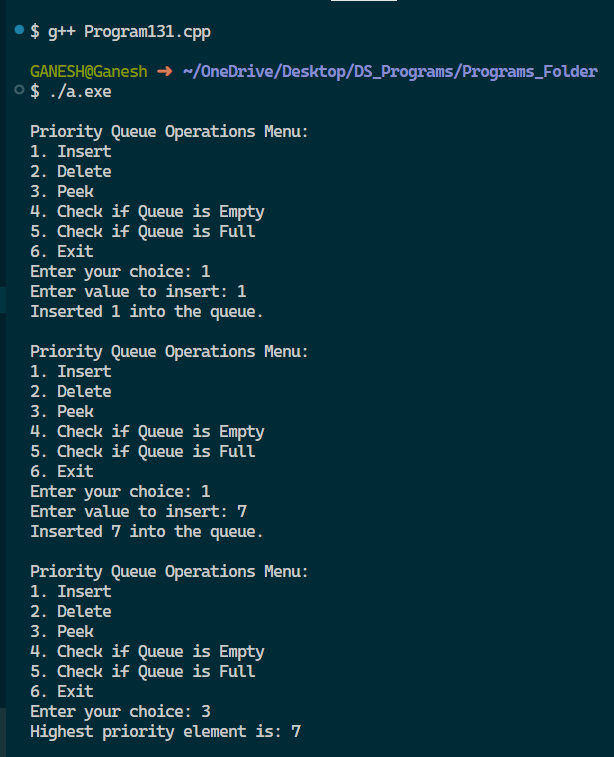 $ g++ Program131.cpp
GANESH@Ganesh ➜ ~/OneDrive/Desktop/DS_Programs/Programs_Folder
$ ./a.exe
Priority Queue Operations Menu:
1. Insert
2. Delete
3. Peek
4. Check if Queue is Empty
5. Check if Queue is Full
6. Exit
Enter your choice: 1
Enter value to insert: 1
Inserted 1 into the queue.
Priority Queue Operations Menu:
1. Insert
2. Delete
3. Peek
4. Check if Queue is Empty
5. Check if Queue is Full
6. Exit
Enter your choice: 1
Enter value to insert: 7
Inserted 7 into the queue.
Priority Queue Operations Menu:
1. Insert
2. Delete
3. Peek
4. Check if Queue is Empty
5. Check if Queue is Full
6. Exit
Enter your choice: 3
Highest priority element is: 7